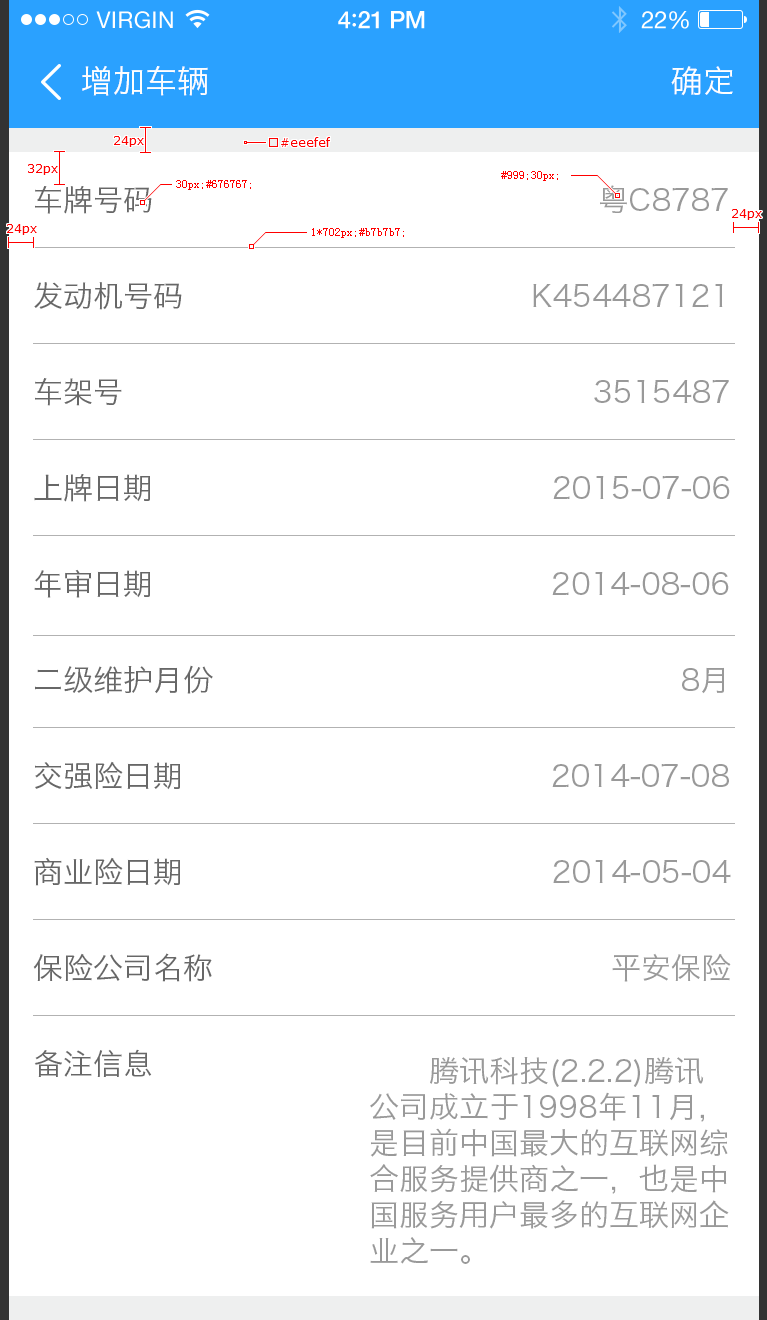 VIRGIN 4:21 PM 22%
增加车辆 确定
24px #eeefef
32px
车牌号码 30px;#676767; #999;30px; 粤C8787
24px 24px
1*702px;#b7b7b7;
发动机号码 K454487121
车架号 3515487
上牌日期 2015-07-06
年审日期 2014-08-06
二级维护月份 8月
交强险日期 2014-07-08
商业险日期 2014-05-04
保险公司名称 平安保险
备注信息 腾讯科技(2.2.2)腾讯
公司成立于1998年11月,
是目前中国最大的互联网综
合服务提供商之一，也是中
国服务用户最多的互联网企
业之一。